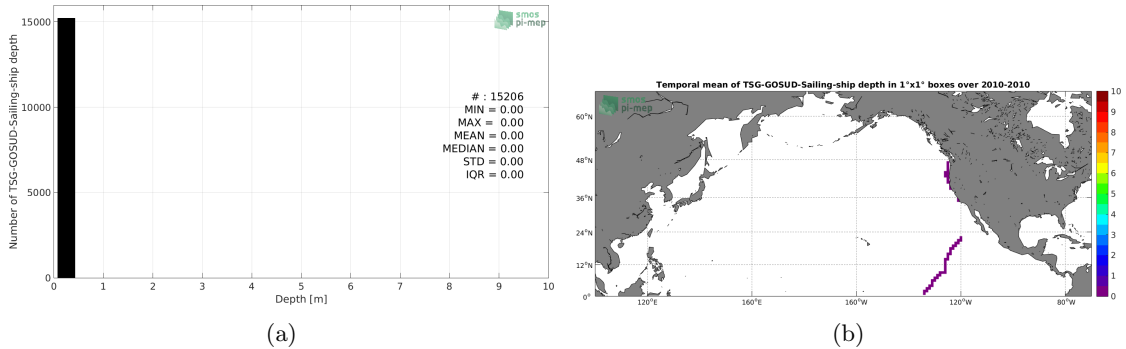 smos
pi-mep
15000
10000
5000
0
Number of TSG-GOSUD-Sailing-ship depth
# : 15206
MIN = 0.00
MAX = 0.00
MEAN = 0.00
MEDIAN = 0.00
STD = 0.00
IQR = 0.00
0 1 2 3 4 5 6 7 8 9 10
Depth [m]
(a)
Temporal mean of TSG-GOSUD-Sailing-ship depth in 1°x1° boxes over 2010-2010
smos
pi-mep
60°N
48°N
36°N
24°N
12°N
0°
120°E 160°E 160°W 120°W 80°W
10
9
8
7
6
5
4
3
2
1
0
(b)